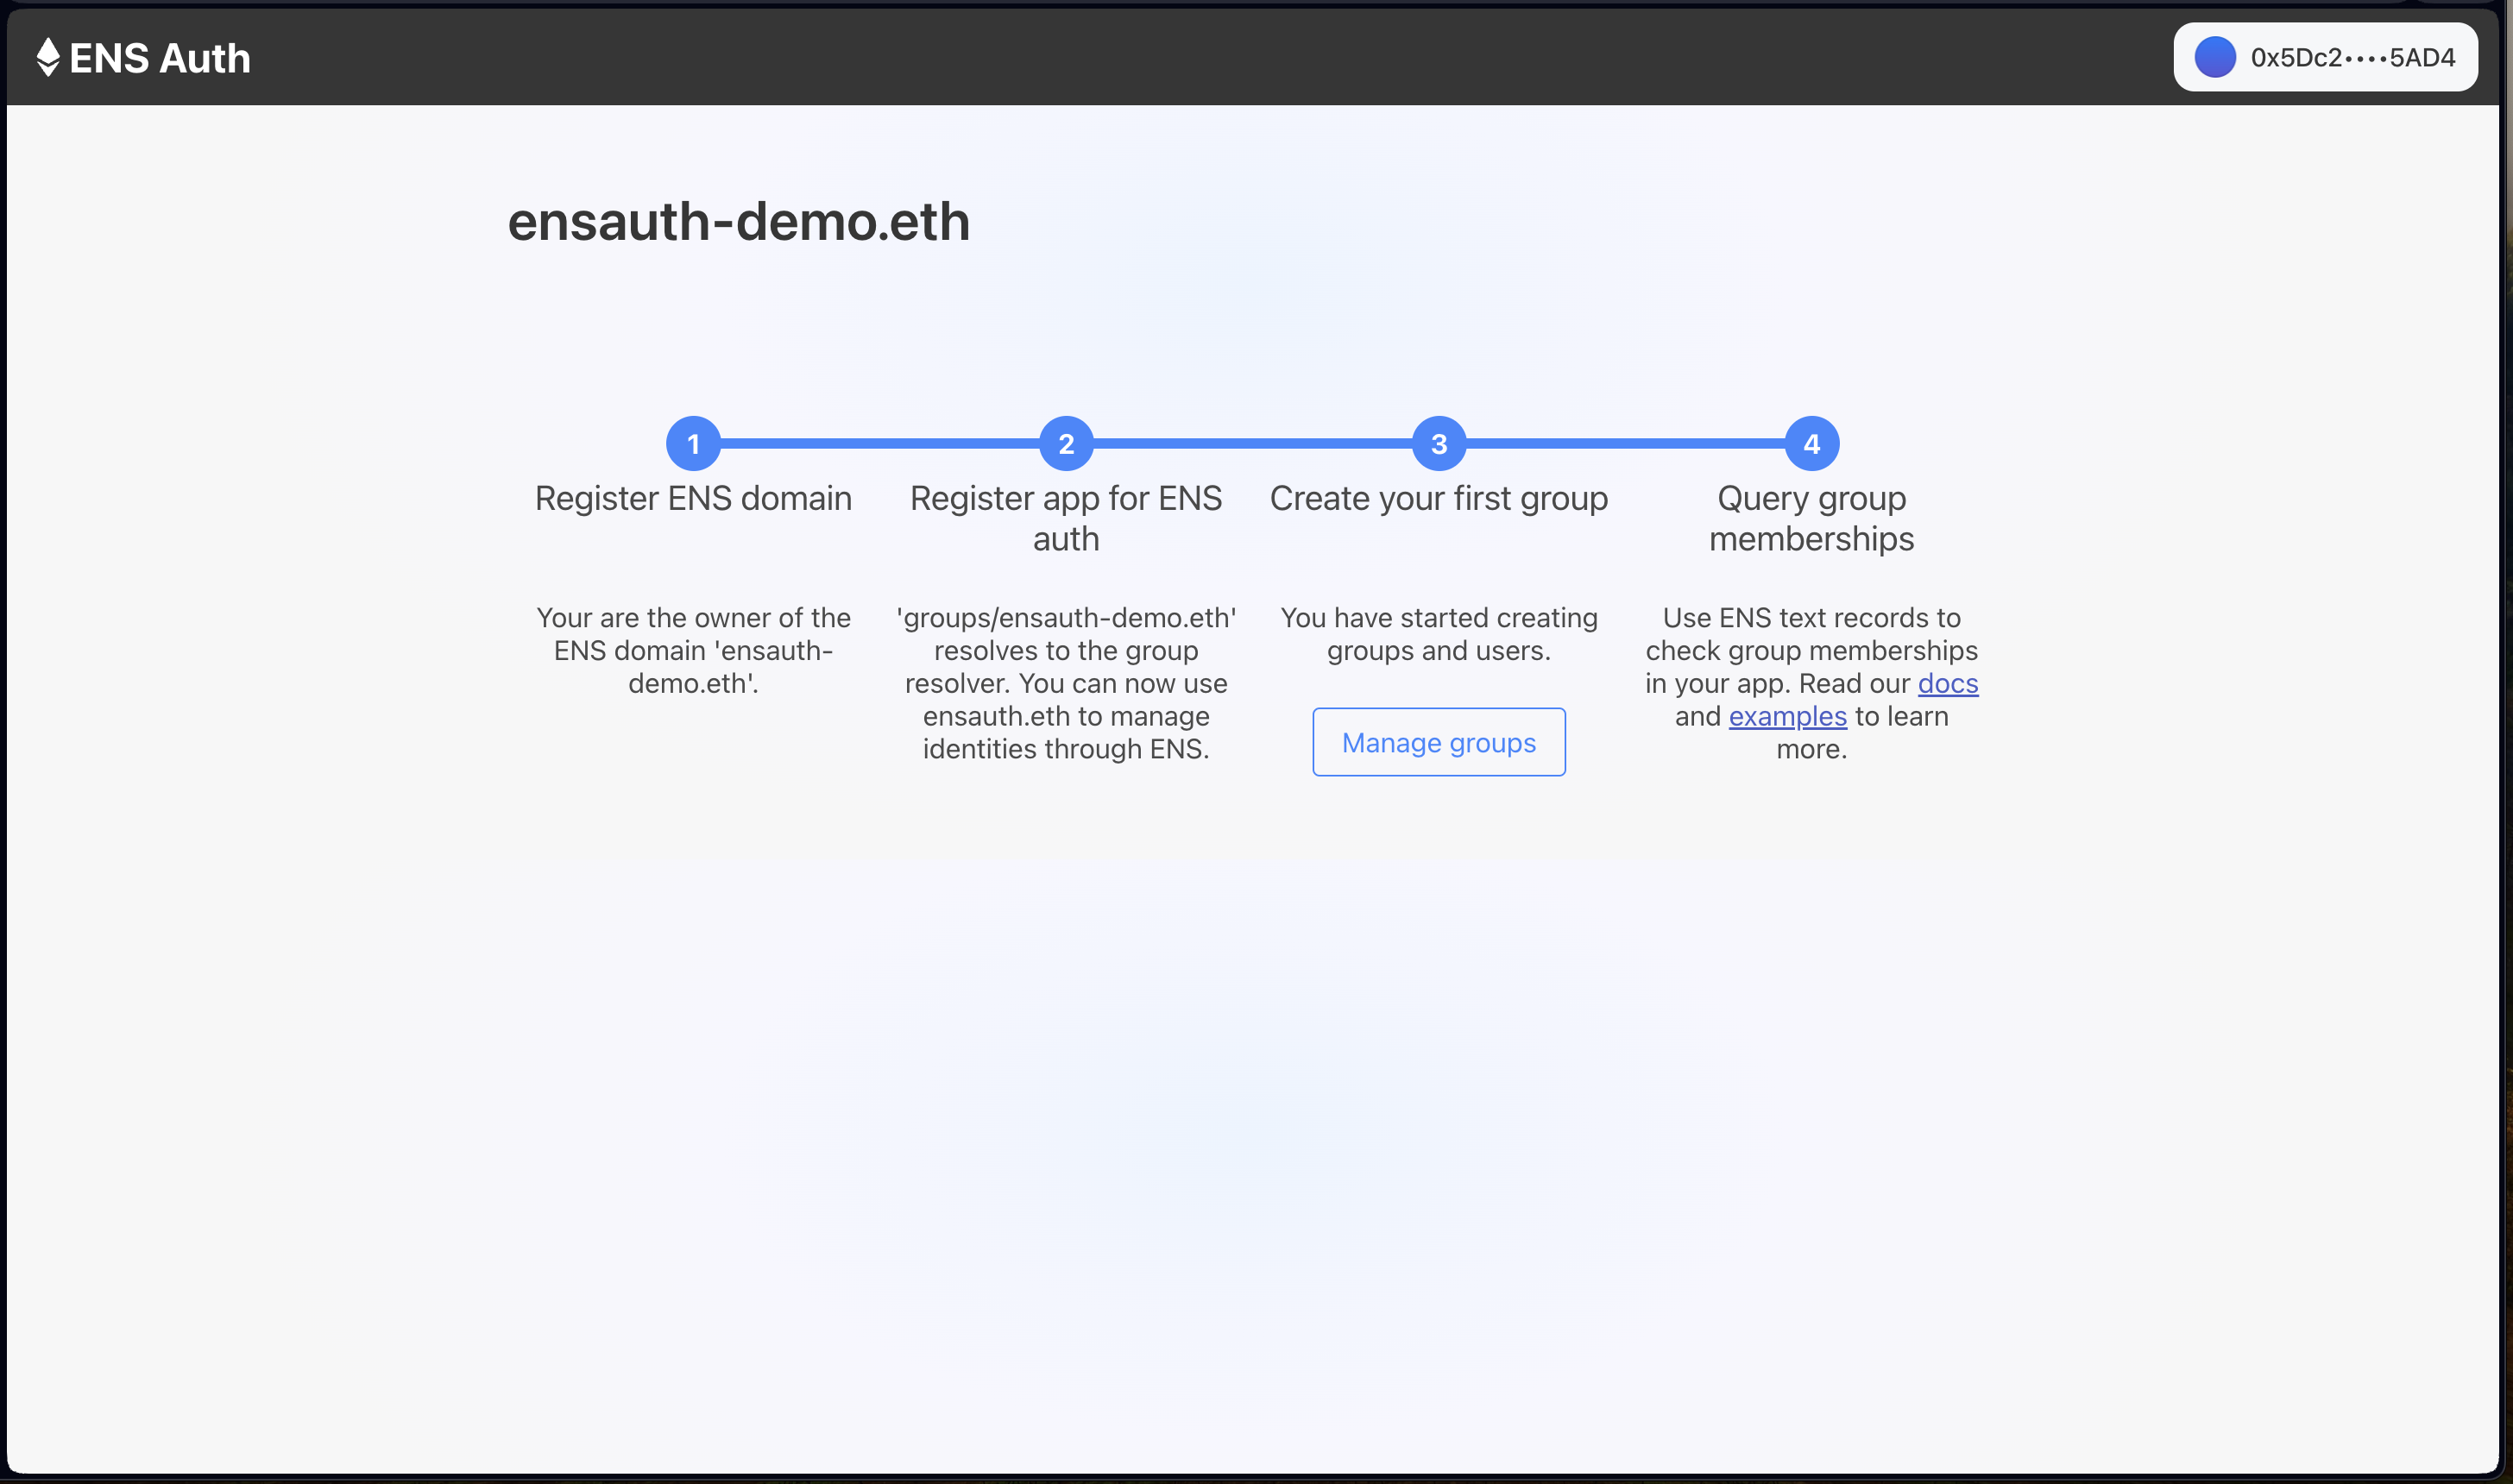 ENS Auth
0x5Dc2••••5AD4
ensauth-demo.eth
1
2
3
4
Register ENS domain
Your are the owner of the
ENS domain 'ensauth-
demo.eth'.
Register app for ENS
auth
'groups/ensauth-demo.eth'
resolves to the group
resolver. You can now use
ensauth.eth to manage
identities through ENS.
Create your first group
You have started creating
groups and users.
Manage groups
Query group
memberships
Use ENS text records to
check group memberships
in your app. Read our docs
and examples to learn
more.